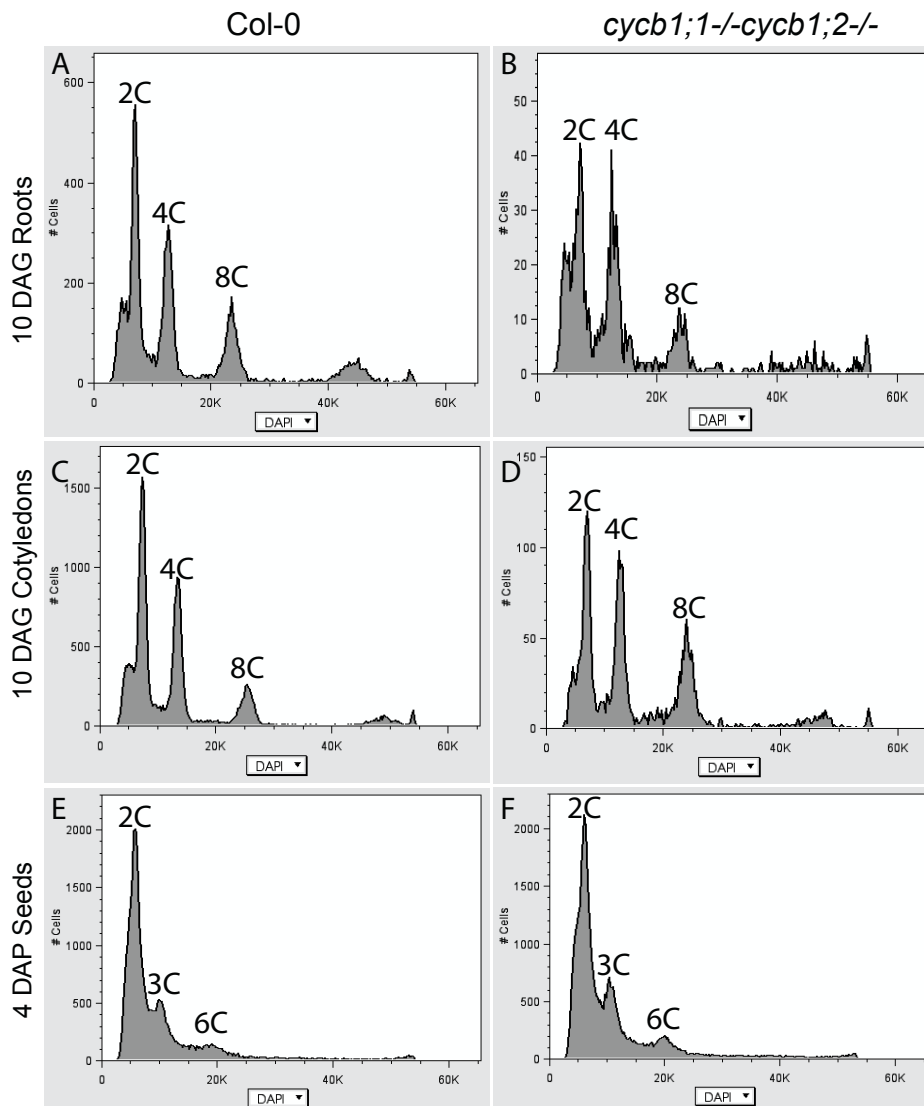 Col-0
cycb1;1-/-cycb1;2-/-
10 DAG Roots
A
2C
4C
8C
# Cells
600
400
200
0
0 20K 40K 60K
DAPI
B
2C 4C
8C
# Cells
50
40
30
20
10
0
0 20K 40K 60K
DAPI
10 DAG Cotyledons
C
2C
4C
8C
# Cells
1500
1000
500
0
0 20K 40K 60K
DAPI
D
2C
4C
8C
# Cells
150
100
50
0
0 20K 40K 60K
DAPI
4 DAP Seeds
E
2C
3C
6C
# Cells
2000
1500
1000
500
0
0 20K 40K 60K
DAPI
F
2C
3C
6C
# Cells
2000
1500
1000
500
0
0 20K 40K 60K
DAPI